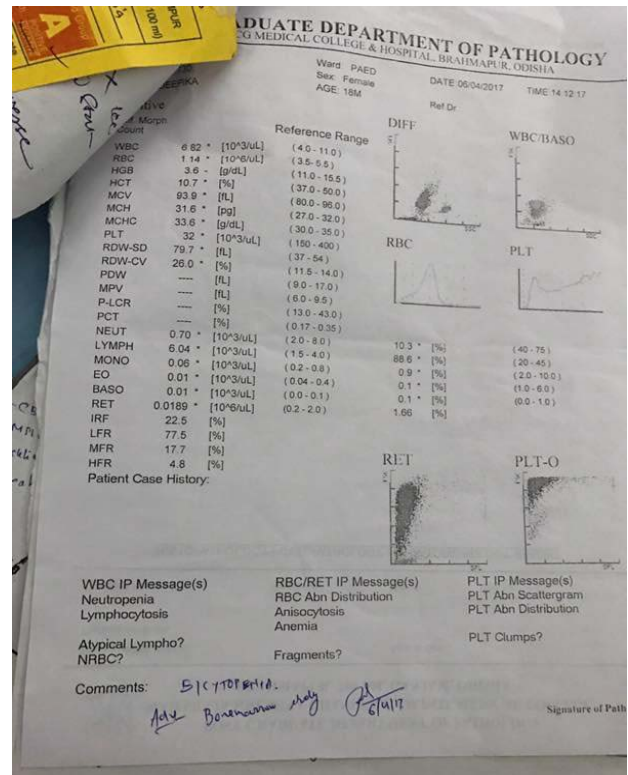 A
100 ml)
ADUATE DEPARTMENT OF PATHOLOGY
CG MEDICAL COLLEGE & HOSPITAL, BRAHMAPUR, ODISHA
Ward PAED
Sex: Female DATE:06/04/2017 TIME 14:12:17
AGE: 18M
Ref Dr
Morph
Count Reference Range DIFF WBC/BASO
WBC 6.82 * [10^3/uL] (4.0 - 11.0)
RBC 1.14 * [10^6/uL] (3.5- 5.5)
HGB 3.6 - [g/dL] (11.0 - 15.5)
HCT 10.7 * [%] (37.0 - 50.0)
MCV 93.9 * [fL] (80.0 - 96.0)
MCH 31.6 * [pg] (27.0 - 32.0)
MCHC 33.6 * [g/dL] (30.0 - 35.0)
PLT 32 * [10^3/uL] (150 - 400) RBC PLT
RDW-SD 79.7 * [fL] (37 - 54)
RDW-CV 26.0 * [%] (11.5 - 14.0)
PDW ---- [fL] (9.0 - 17.0)
MPV ---- [fL] (6.0 - 9.5)
P-LCR ---- [%] (13.0 - 43.0)
PCT ---- [%] (0.17 - 0.35)
NEUT 0.70 * [10^3/uL] (2.0 - 8.0) 10.3 * [%] (40 - 75)
LYMPH 6.04 * [10^3/uL] (1.5 - 4.0) 88.6 * [%] (20 - 45)
MONO 0.06 * [10^3/uL] (0.2 - 0.8) 0.9 * [%] (2.0 - 10.0)
EO 0.01 * [10^3/uL] (0.04 - 0.4) 0.1 * [%] (1.0 - 6.0)
BASO 0.01 * [10^3/uL] (0.0 - 0.1) 0.1 * [%] (0.0 - 1.0)
RET 0.0189 * [10^6/uL] (0.2 - 2.0) 1.66 [%]
IRF 22.5 [%]
LFR 77.5 [%]
MFR 17.7 [%]
HFR 4.8 [%]
RET PLT-O
Patient Case History:
WBC IP Message(s) RBC/RET IP Message(s) PLT IP Message(s)
Neutropenia RBC Abn Distribution PLT Abn Scattergram
Lymphocytosis Anisocytosis PLT Abn Distribution
Anemia
Atypical Lympho? PLT Clumps?
NRBC? Fragments?
Comments: BICYTOPENIA.
Adv Bonemarrow study
6/4/17
Signature of Path